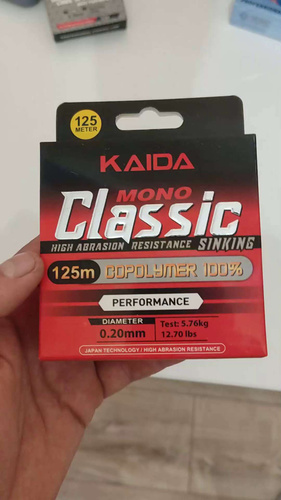 125
METER
KAIDA
MONO
Classic
HIGH ABRASION RESISTANCE SINKING
125m COPOLYMER 100%
PERFORMANCE
DIAMETER
0.20mm
Test: 5.76kg
12.70 lbs
JAPAN TECHNOLOGY / HIGH ABRASION RESISTANCE